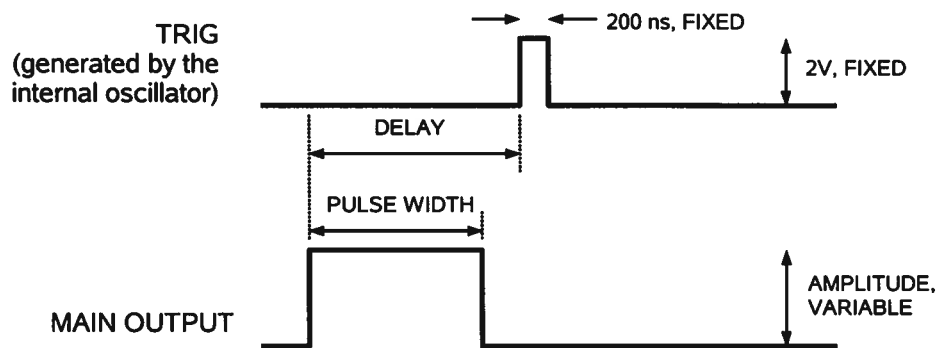 TRIG
(generated by the
internal oscillator)
200 ns, FIXED
2V, FIXED
DELAY
PULSE WIDTH
MAIN OUTPUT
AMPLITUDE,
VARIABLE